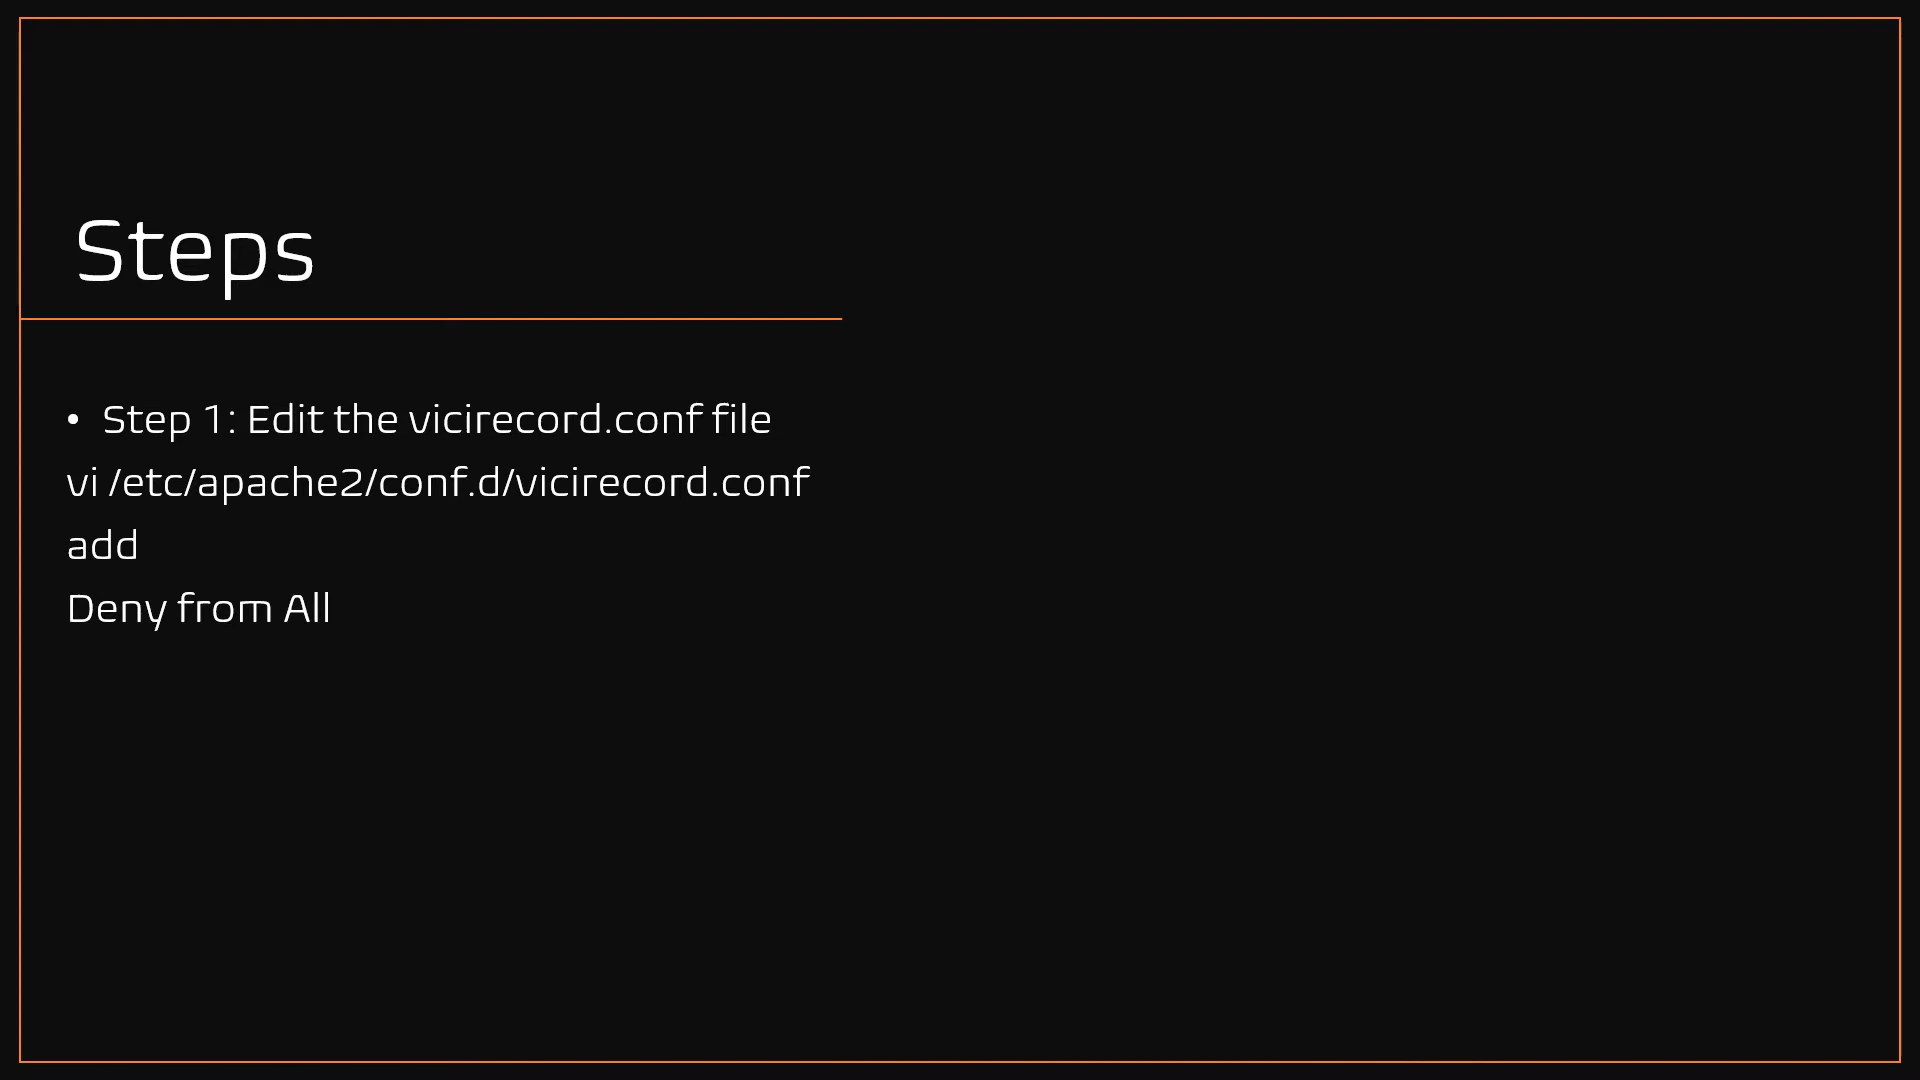 Steps
• Step 1: Edit the vicirecord.conf file
vi /etc/apache2/conf.d/vicirecord.conf
add
Deny from All